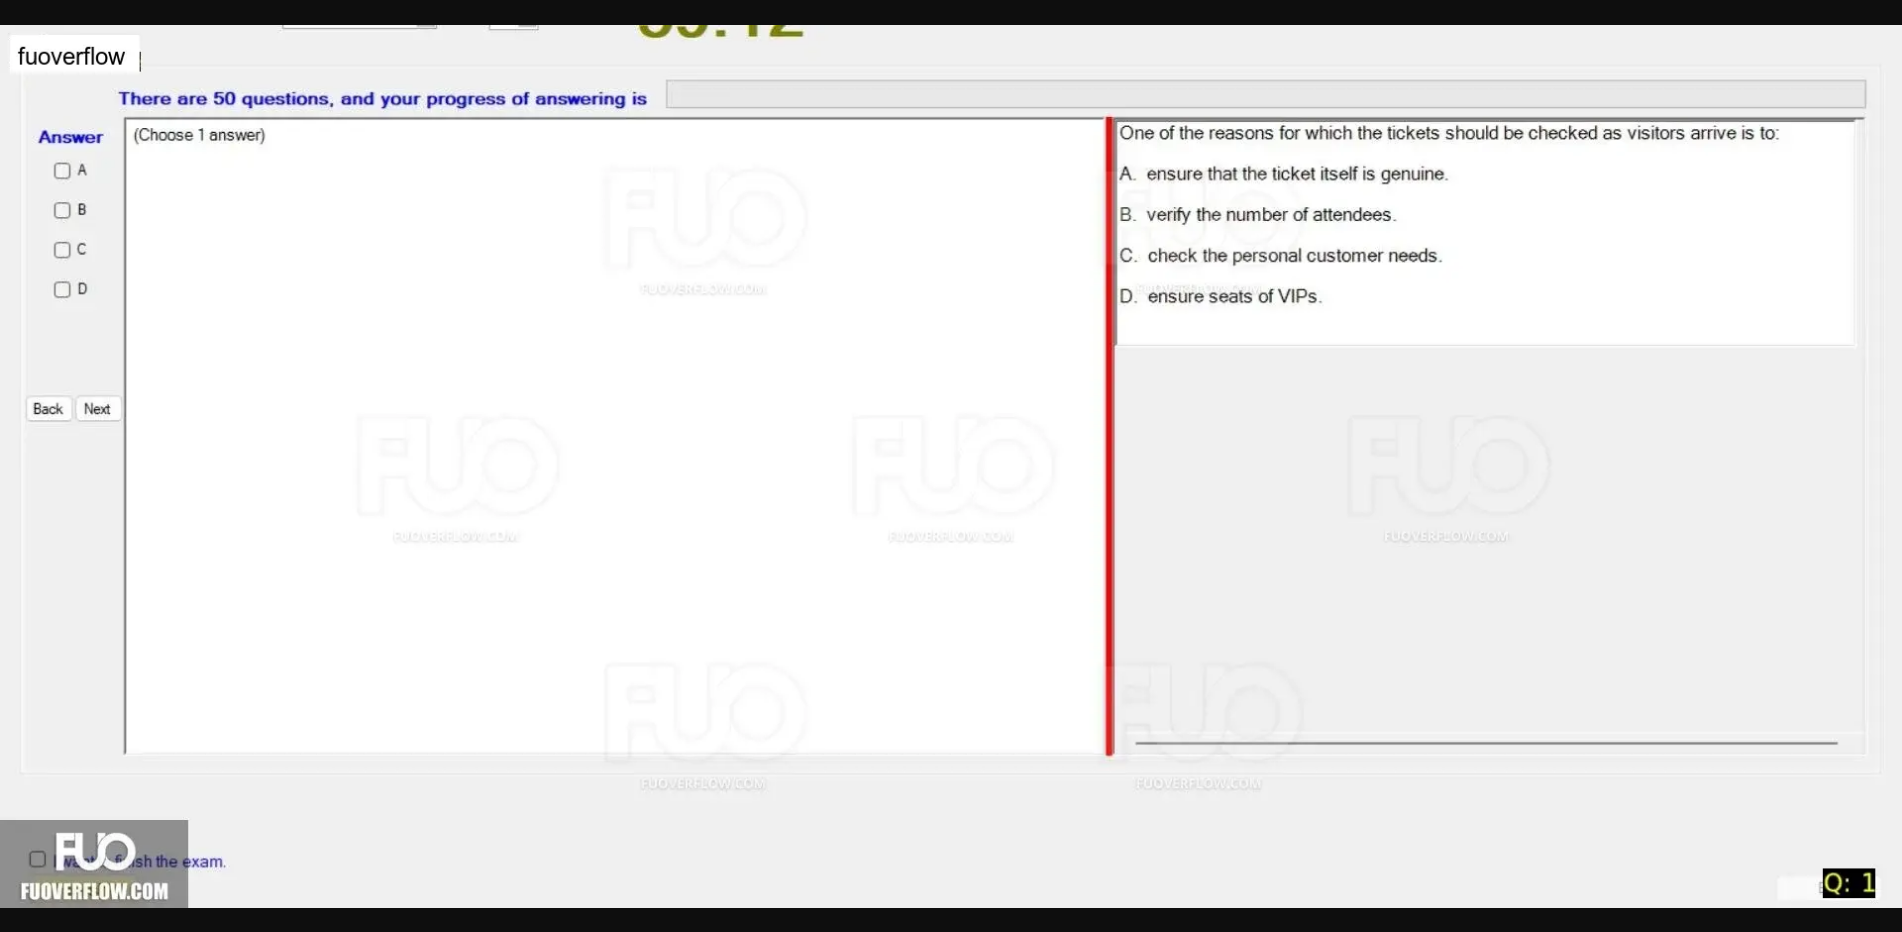 fuoverflow
There are 50 questions, and your progress of answering is
Answer
(Choose 1 answer)
A
B
C
D
Back Next
One of the reasons for which the tickets should be checked as visitors arrive is to:
A. ensure that the ticket itself is genuine.
B. verify the number of attendees.
C. check the personal customer needs.
D. ensure seats of VIPs.
FUO
FUOVERFLOW.COM
FUO
FUOVERFLOW.COM
FUO
FUOVERFLOW.COM
FUO
FUOVERFLOW.COM
FUO
FUOVERFLOW.COM
FUO
FUOVERFLOW.COM
FUO
FUOVERFLOW.COM
the exam.
FUOVERFLOW.COM
Q: 1